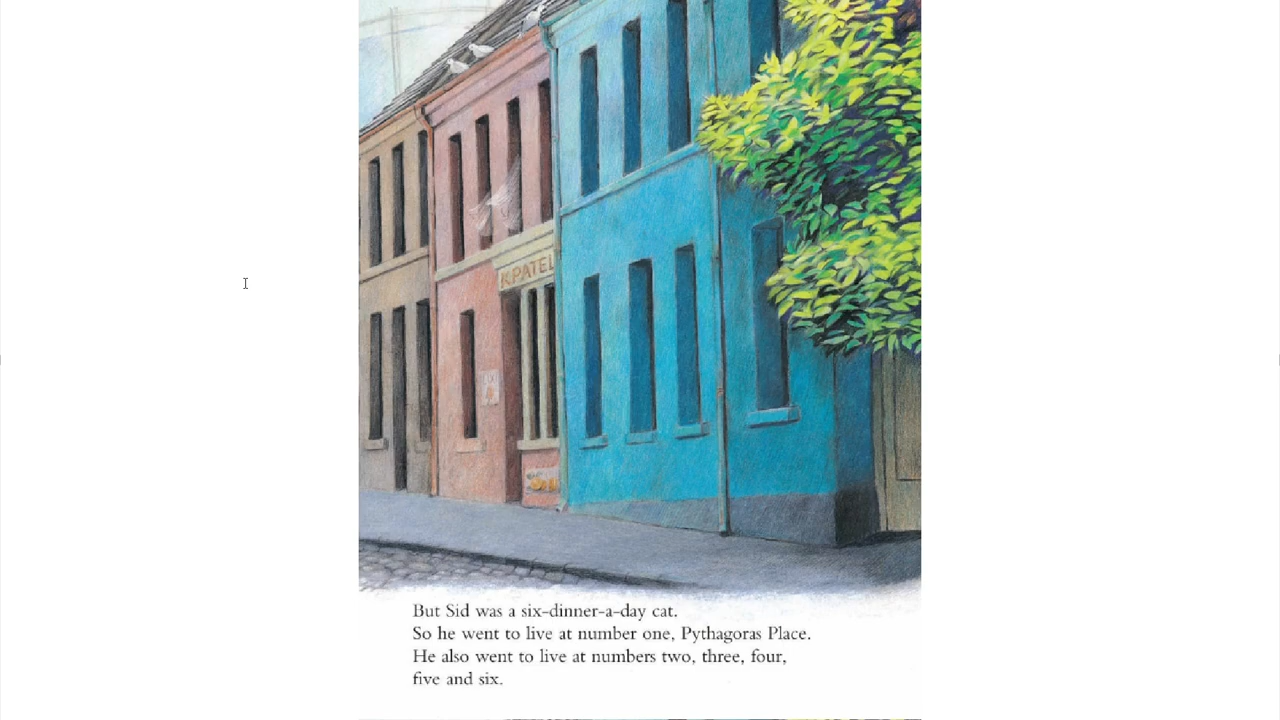 K.PATEL
But Sid was a six-dinner-a-day cat.
So he went to live at number one, Pythagoras Place.
He also went to live at numbers two, three, four,
five and six.